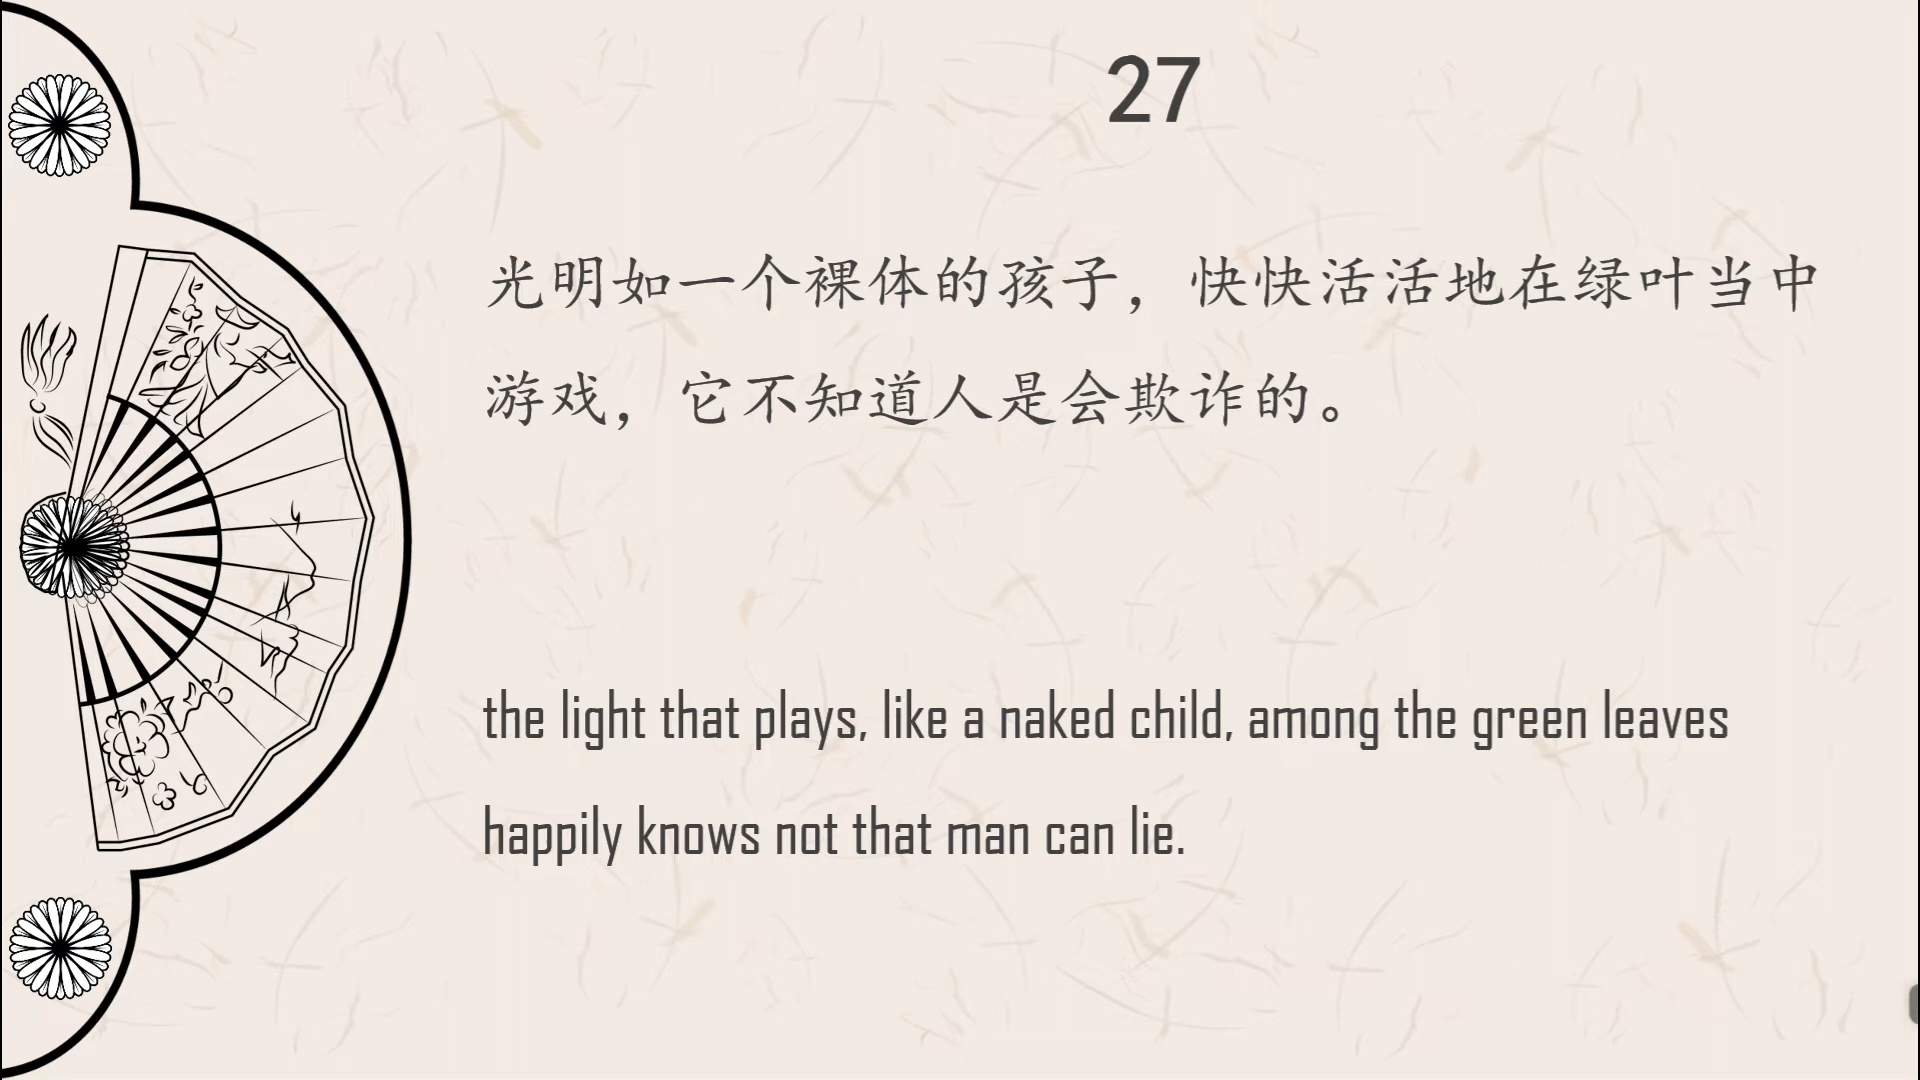 27
光明如一个裸体的孩子，快快活活地在绿叶当中
游戏，它不知道人是会欺诈的。
the light that plays, like a naked child, among the green leaves
happily knows not that man can lie.